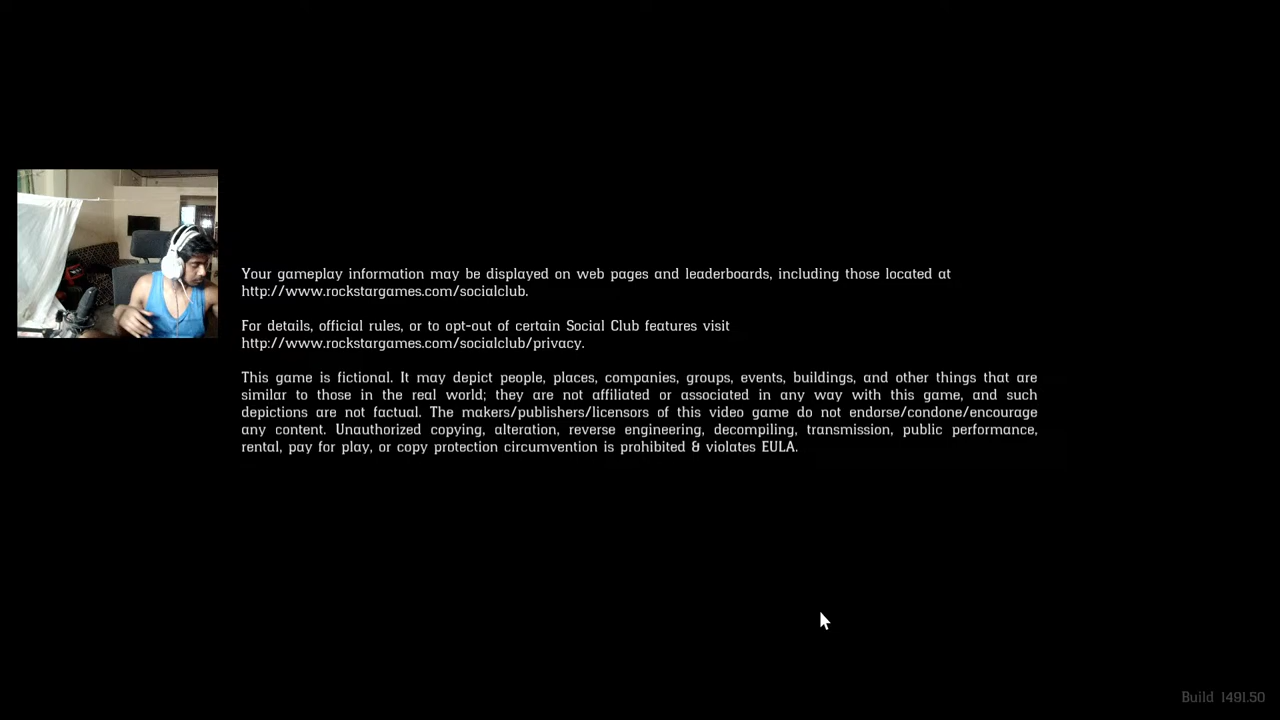 Your gameplay information may be displayed on web pages and leaderboards, including those located at
http://www.rockstargames.com/socialclub.
For details, official rules, or to opt-out of certain Social Club features visit
http://www.rockstargames.com/socialclub/privacy.
This game is fictional. It may depict people, places, companies, groups, events, buildings, and other things that are
similar to those in the real world; they are not affiliated or associated in any way with this game, and such
depictions are not factual. The makers/publishers/licensors of this video game do not endorse/condone/encourage
any content. Unauthorized copying, alteration, reverse engineering, decompiling, transmission, public performance,
rental, pay for play, or copy protection circumvention is prohibited & violates EULA.
Build 1491.50